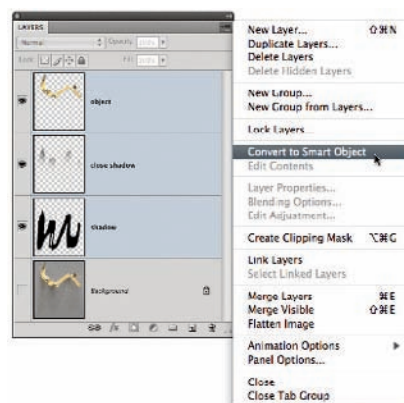 LAYERS
Normal
Opacity:
Lock:
Fill:
object
close shadow
shadow
Background
fx
New Layer... ⇧⌘N
Duplicate Layers...
Delete Layers
Delete Hidden Layers
New Group...
New Group from Layers...
Lock Layers...
Convert to Smart Object
Edit Contents
Layer Properties...
Blending Options...
Edit Adjustment...
Create Clipping Mask ⌥⌘G
Link Layers
Select Linked Layers
Merge Layers ⌘E
Merge Visible ⇧⌘E
Flatten Image
Animation Options
Panel Options...
Close
Close Tab Group